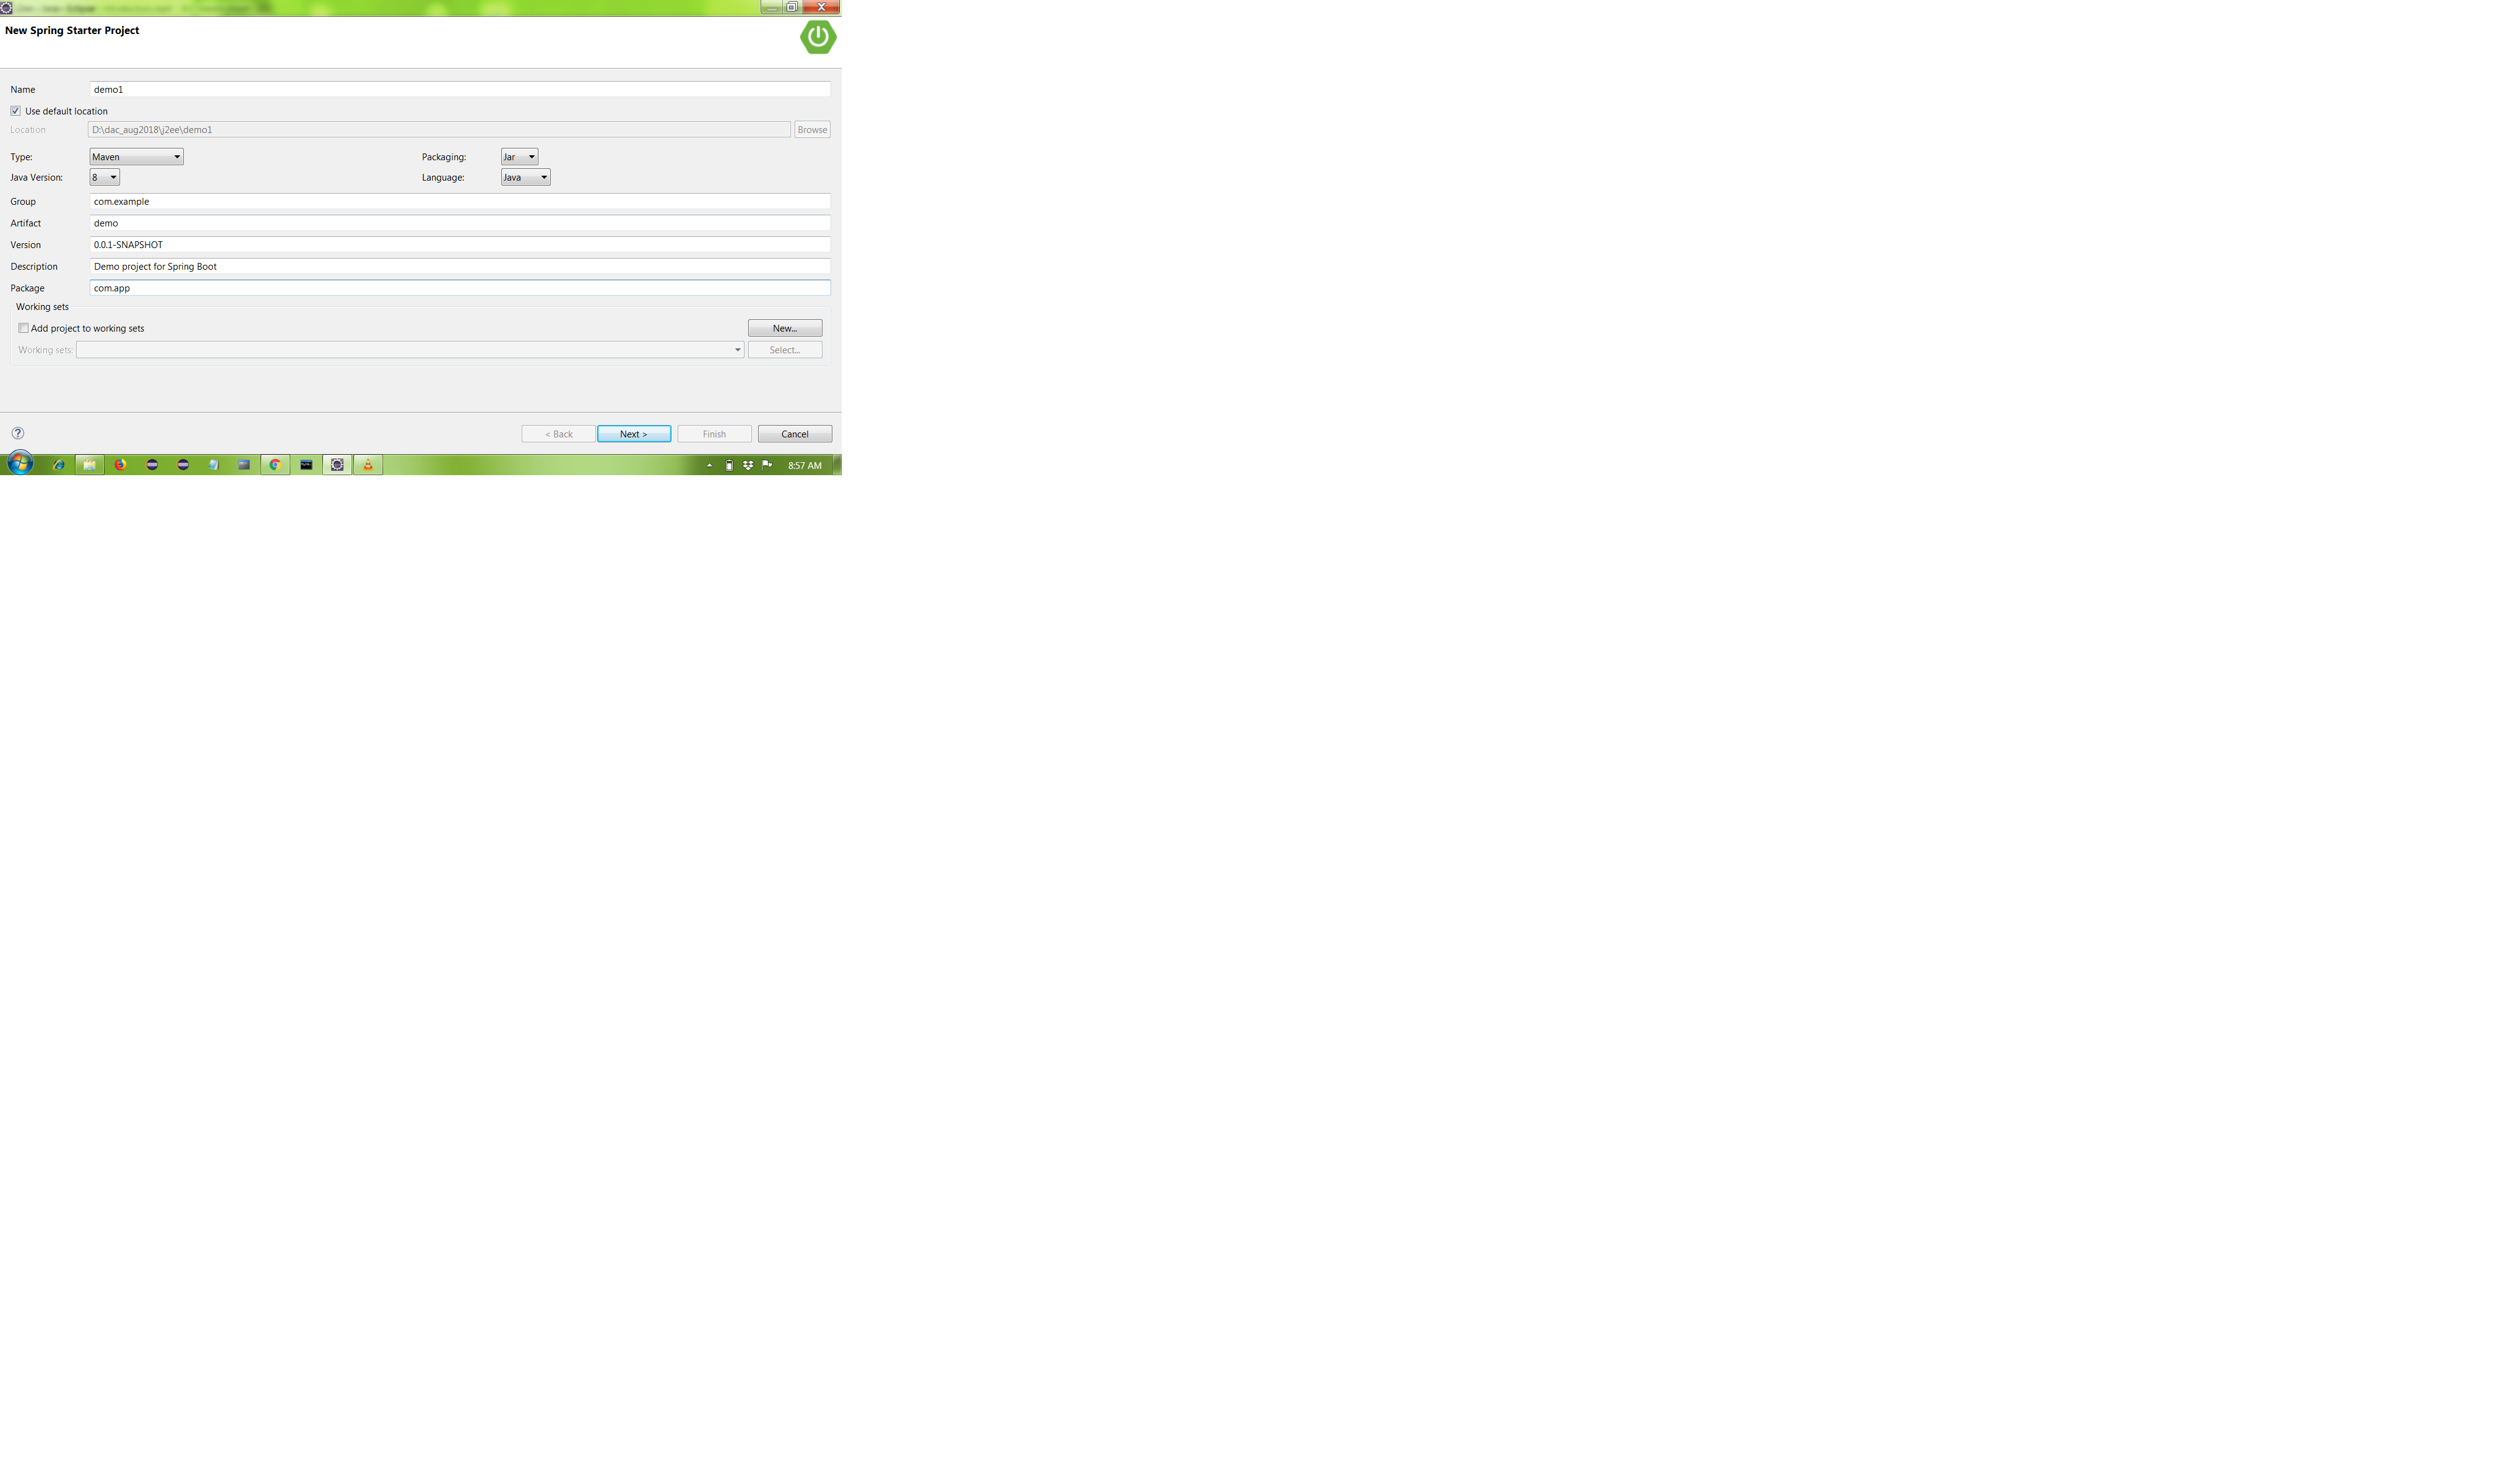 New Spring Starter Project
Name demo1
Use default location
Location D:\dac_aug2018\j2ee\demo1 Browse
Type: Maven Packaging: Jar
Java Version: 8 Language: Java
Group com.example
Artifact demo
Version 0.0.1-SNAPSHOT
Description Demo project for Spring Boot
Package com.app
Working sets
Add project to working sets New...
Working sets: Select...
< Back Next > Finish Cancel
8:57 AM